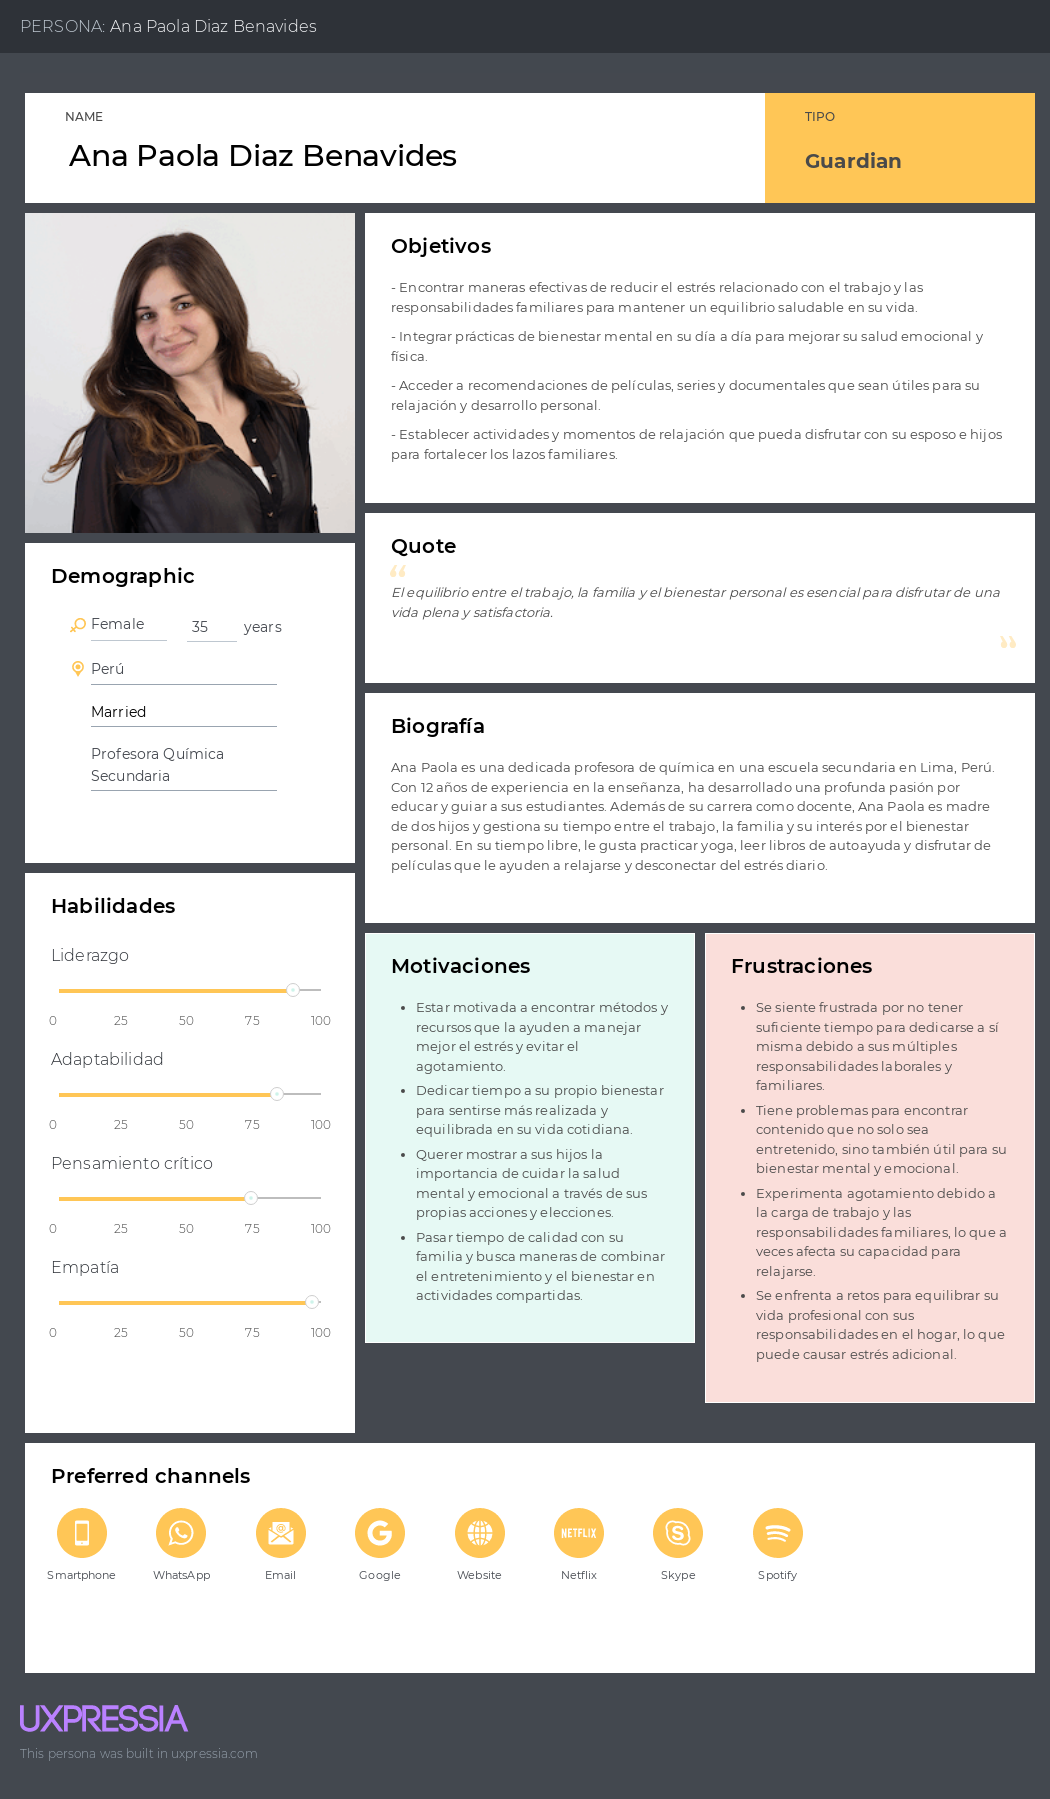 PERSONA: Ana Paola Diaz Benavides
NAME
Ana Paola Diaz Benavides
TIPO
Guardian
Objetivos
- Encontrar maneras efectivas de reducir el estrés relacionado con el trabajo y las
responsabilidades familiares para mantener un equilibrio saludable en su vida.
- Integrar prácticas de bienestar mental en su día a día para mejorar su salud emocional y
física.
- Acceder a recomendaciones de películas, series y documentales que sean útiles para su
relajación y desarrollo personal.
- Establecer actividades y momentos de relajación que pueda disfrutar con su esposo e hijos
para fortalecer los lazos familiares.
Quote
“
El equilibrio entre el trabajo, la familia y el bienestar personal es esencial para disfrutar de una
vida plena y satisfactoria.
”
Demographic
Female 35 years
Perú
Married
Profesora Química
Secundaria
Biografía
Ana Paola es una dedicada profesora de química en una escuela secundaria en Lima, Perú.
Con 12 años de experiencia en la enseñanza, ha desarrollado una profunda pasión por
educar y guiar a sus estudiantes. Además de su carrera como docente, Ana Paola es madre
de dos hijos y gestiona su tiempo entre el trabajo, la familia y su interés por el bienestar
personal. En su tiempo libre, le gusta practicar yoga, leer libros de autoayuda y disfrutar de
películas que le ayuden a relajarse y desconectar del estrés diario.
Habilidades
Liderazgo
0 25 50 75 100
Adaptabilidad
0 25 50 75 100
Pensamiento crítico
0 25 50 75 100
Empatía
0 25 50 75 100
Motivaciones
• Estar motivada a encontrar métodos y
recursos que la ayuden a manejar
mejor el estrés y evitar el
agotamiento.
• Dedicar tiempo a su propio bienestar
para sentirse más realizada y
equilibrada en su vida cotidiana.
• Querer mostrar a sus hijos la
importancia de cuidar la salud
mental y emocional a través de sus
propias acciones y elecciones.
• Pasar tiempo de calidad con su
familia y busca maneras de combinar
el entretenimiento y el bienestar en
actividades compartidas.
Frustraciones
• Se siente frustrada por no tener
suficiente tiempo para dedicarse a sí
misma debido a sus múltiples
responsabilidades laborales y
familiares.
• Tiene problemas para encontrar
contenido que no solo sea
entretenido, sino también útil para su
bienestar mental y emocional.
• Experimenta agotamiento debido a
la carga de trabajo y las
responsabilidades familiares, lo que a
veces afecta su capacidad para
relajarse.
• Se enfrenta a retos para equilibrar su
vida profesional con sus
responsabilidades en el hogar, lo que
puede causar estrés adicional.
Preferred channels
NETFLIX
Smartphone WhatsApp Email Google Website Netflix Skype Spotify
UXPRESSIA
This persona was built in uxpressia.com